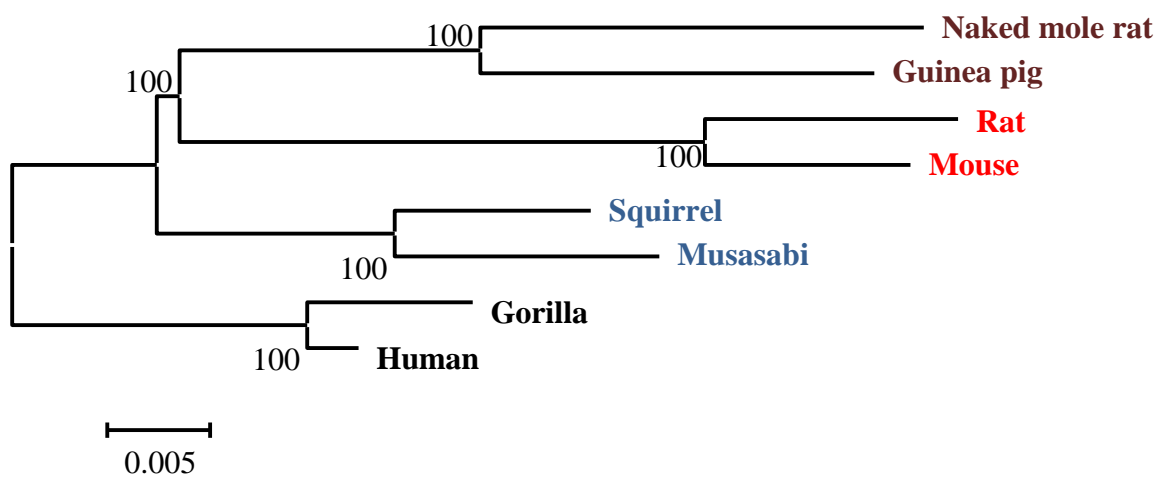 100
Naked mole rat
Guinea pig
100
Rat
100
Mouse
Squirrel
100
Musasabi
Gorilla
100
Human
0.005